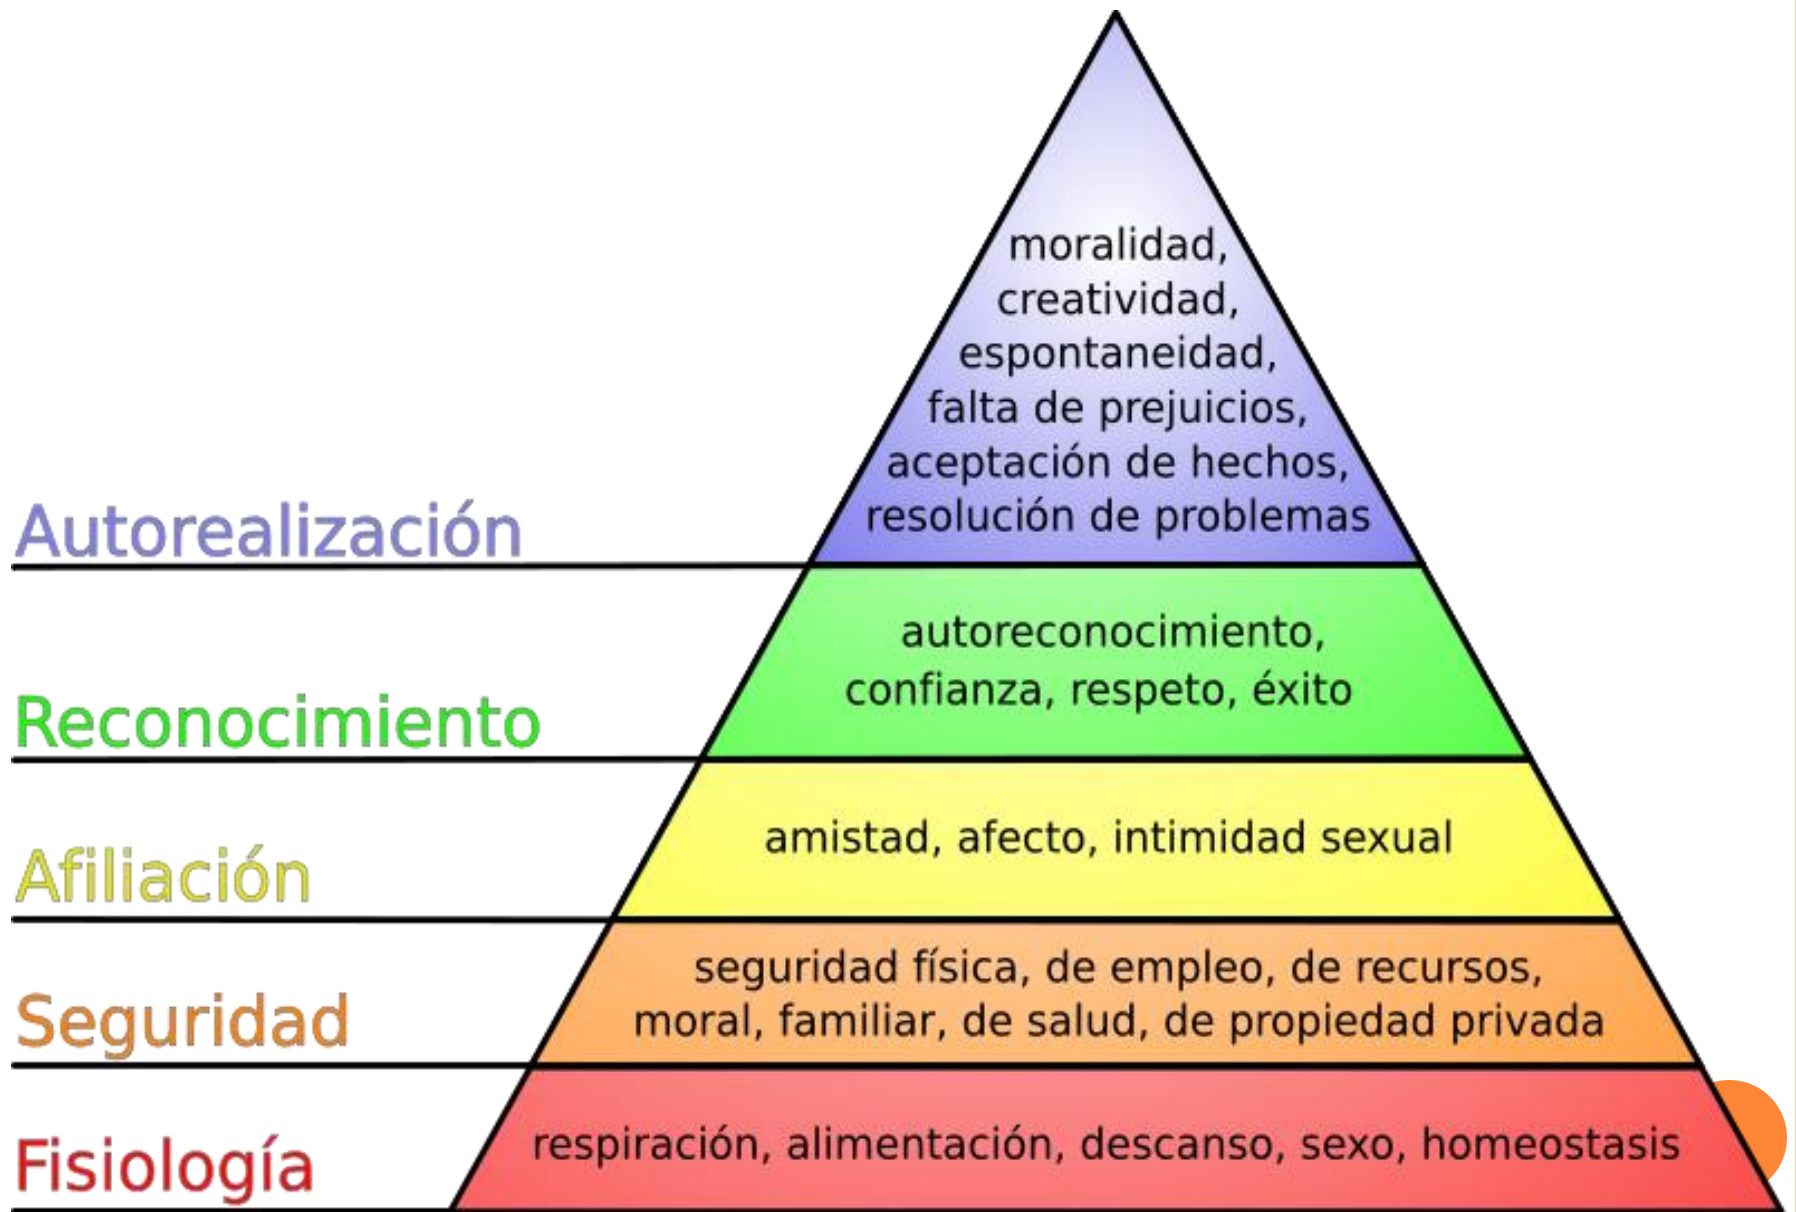 moralidad,
creatividad,
espontaneidad,
falta de prejuicios,
aceptación de hechos,
resolución de problemas
Autorealización
autoreconocimiento,
confianza, respeto, éxito
Reconocimiento
amistad, afecto, intimidad sexual
Afiliación
seguridad física, de empleo, de recursos,
moral, familiar, de salud, de propiedad privada
Seguridad
respiración, alimentación, descanso, sexo, homeostasis
Fisiología